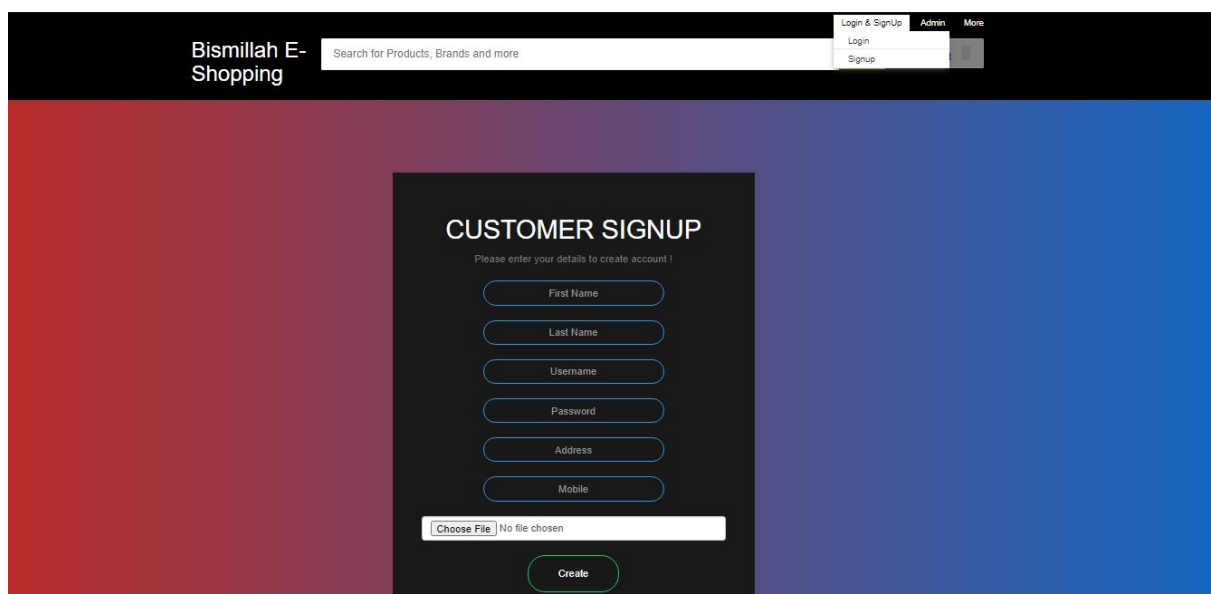 Login & SignUp Admin More
Login
Signup
Bismillah E-
Shopping
Search for Products, Brands and more
CUSTOMER SIGNUP
Please enter your details to create account !
First Name
Last Name
Username
Password
Address
Mobile
Choose File No file chosen
Create